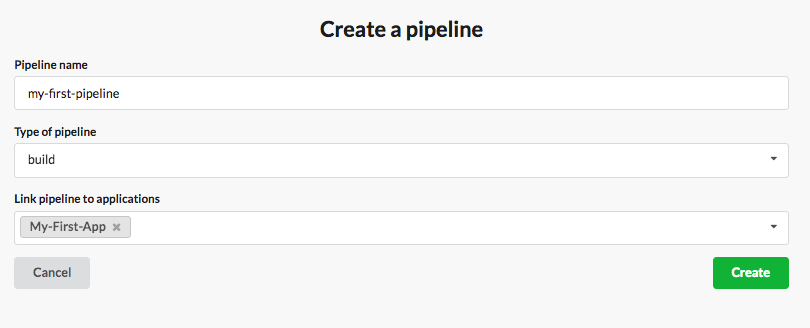 Create a pipeline
Pipeline name
my-first-pipeline
Type of pipeline
build
Link pipeline to applications
My-First-App ×
Cancel
Create